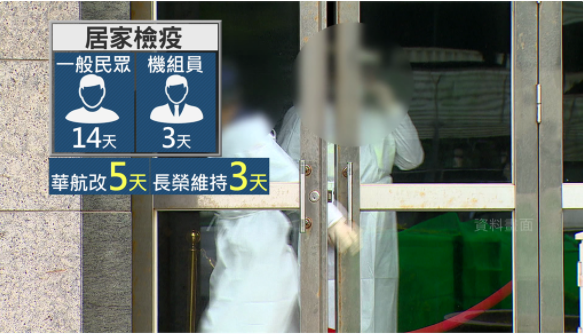 居家檢疫
一般民眾 機組員
14天 3天
華航改5天 長榮維持3天
資料畫面